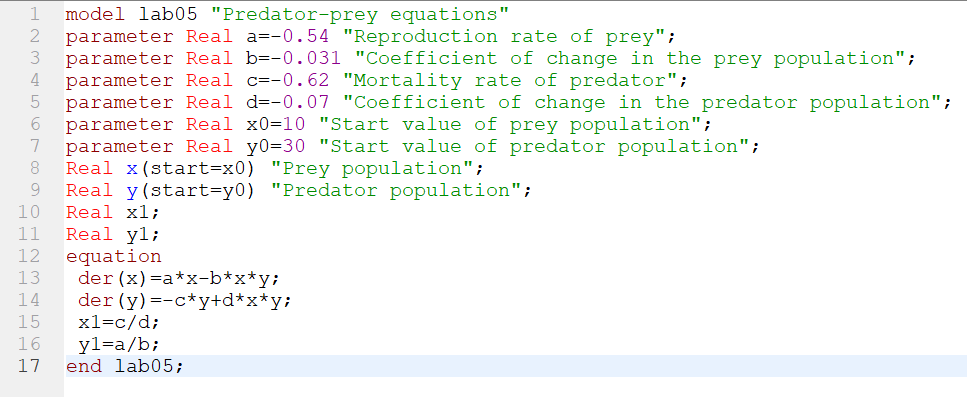 1 model lab05 "Predator-prey equations"
2 parameter Real a=-0.54 "Reproduction rate of prey";
3 parameter Real b=-0.031 "Coefficient of change in the prey population";
4 parameter Real c=-0.62 "Mortality rate of predator";
5 parameter Real d=-0.07 "Coefficient of change in the predator population";
6 parameter Real x0=10 "Start value of prey population";
7 parameter Real y0=30 "Start value of predator population";
8 Real x(start=x0) "Prey population";
9 Real y(start=y0) "Predator population";
10 Real x1;
11 Real y1;
12 equation
13 der(x)=a*x-b*x*y;
14 der(y)=-c*y+d*x*y;
15 x1=c/d;
16 y1=a/b;
17 end lab05;